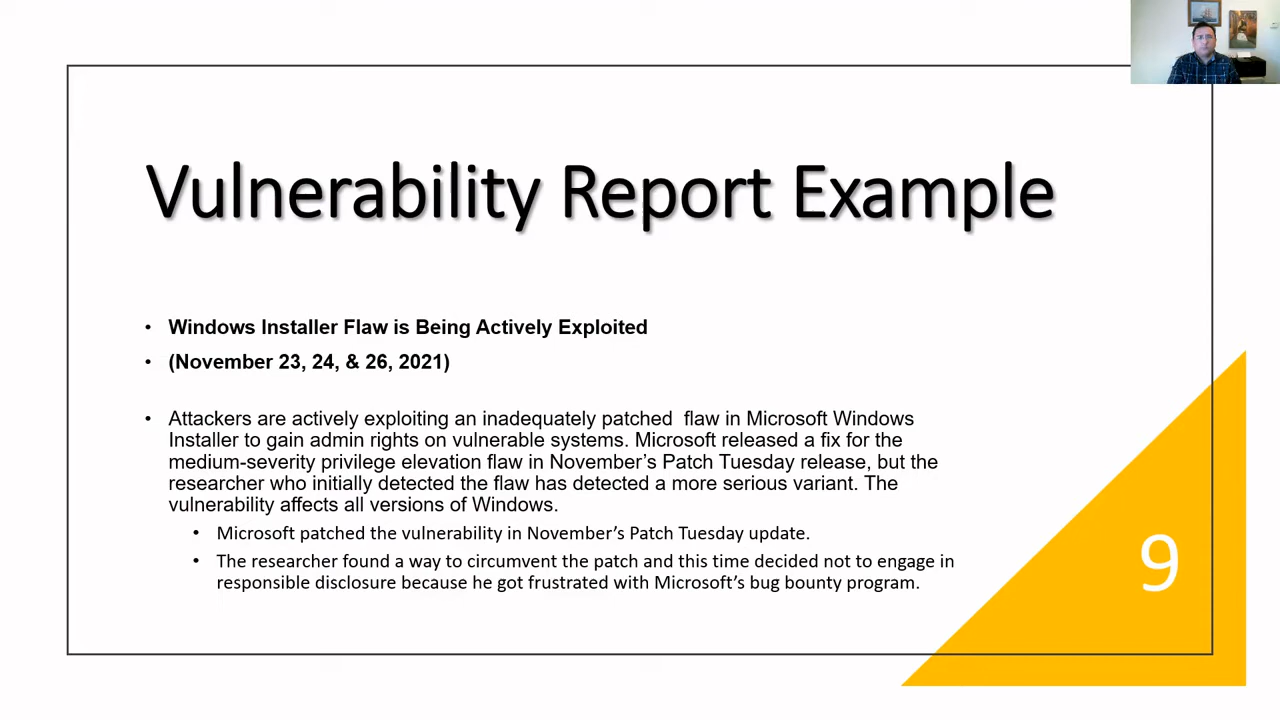 Vulnerability Report Example
• Windows Installer Flaw is Being Actively Exploited
• (November 23, 24, & 26, 2021)
• Attackers are actively exploiting an inadequately patched  flaw in Microsoft Windows
Installer to gain admin rights on vulnerable systems. Microsoft released a fix for the
medium-severity privilege elevation flaw in November’s Patch Tuesday release, but the
researcher who initially detected the flaw has detected a more serious variant. The
vulnerability affects all versions of Windows.
• Microsoft patched the vulnerability in November’s Patch Tuesday update.
• The researcher found a way to circumvent the patch and this time decided not to engage in
responsible disclosure because he got frustrated with Microsoft’s bug bounty program.
9